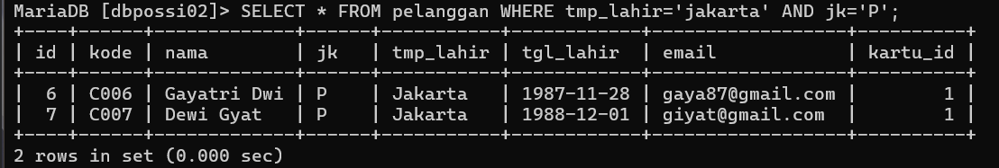 MariaDB [dbpossi02]> SELECT * FROM pelanggan WHERE tmp_lahir='jakarta' AND jk='P';
+----+------+-------------+------+-----------+------------+------------------+----------+
| id | kode | nama        | jk   | tmp_lahir | tgl_lahir  | email            | kartu_id |
+----+------+-------------+------+-----------+------------+------------------+----------+
|  6 | C006 | Gayatri Dwi | P    | Jakarta   | 1987-11-28 | gaya87@gmail.com |        1 |
|  7 | C007 | Dewi Gyat   | P    | Jakarta   | 1988-12-01 | giyat@gmail.com  |        1 |
+----+------+-------------+------+-----------+------------+------------------+----------+
2 rows in set (0.000 sec)